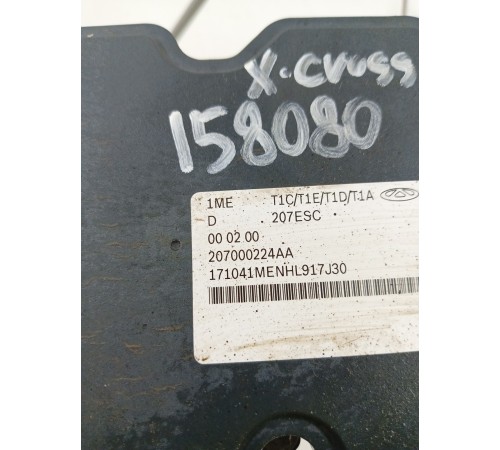 X-Cross
158080
1ME T1C/T1E/T1D/T1A
D 207ESC
00 02 00
207000224AA
171041MENHL917J30